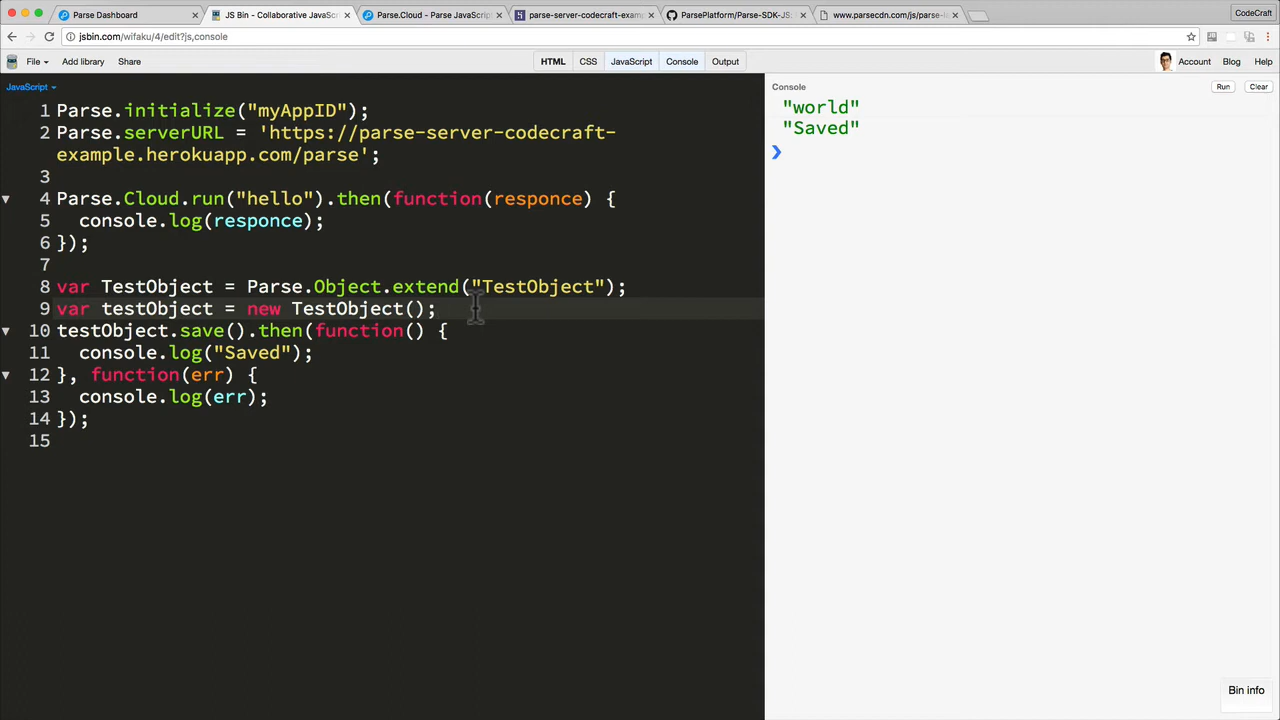 Parse Dashboard
JS Bin - Collaborative JavaScri
Parse.Cloud - Parse JavaScript
parse-server-codecraft-exam
ParsePlatform/Parse-SDK-JS:
www.parsecdn.com/js/parse-l
CodeCraft
jsbin.com/wifaku/4/edit?js,console
File
Add library
Share
HTML
CSS
JavaScript
Console
Output
Account
Blog
Help
JavaScript
1 Parse.initialize("myAppID");
2 Parse.serverURL = 'https://parse-server-codecraft-
example.herokuapp.com/parse';
3
4 Parse.Cloud.run("hello").then(function(responce) {
5 console.log(responce);
6 });
7
8 var TestObject = Parse.Object.extend("TestObject");
9 var testObject = new TestObject();
10 testObject.save().then(function() {
11 console.log("Saved");
12 }, function(err) {
13 console.log(err);
14 });
15
Console
Run
Clear
"world"
"Saved"
Bin info